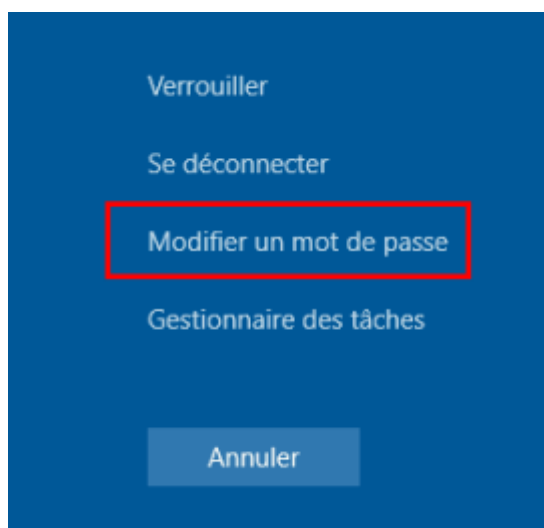 Verrouiller
Se déconnecter
Modifier un mot de passe
Gestionnaire des tâches
Annuler